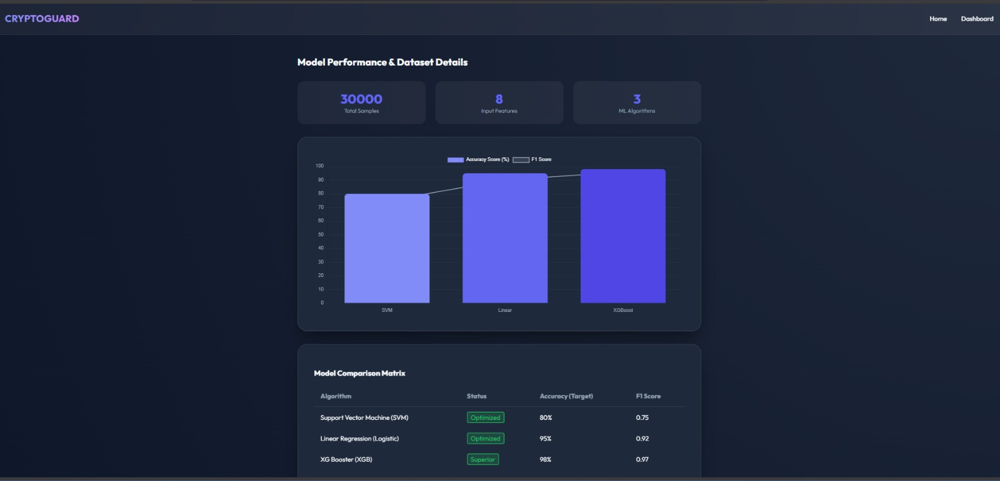 CRYPTOGUARD
Home Dashboard
Model Performance & Dataset Details
30000 8 3
Total Samples Input Features ML Algorithms
Accuracy Score (%) F1 Score
100
90
80
70
60
50
40
30
20
10
0
SVM Linear XGBoost
Model Comparison Matrix
Algorithm Status Accuracy (Target) F1 Score
Support Vector Machine (SVM) Optimized 80% 0.75
Linear Regression (Logistic) Optimized 95% 0.92
XG Booster (XGB) Superior 98% 0.97